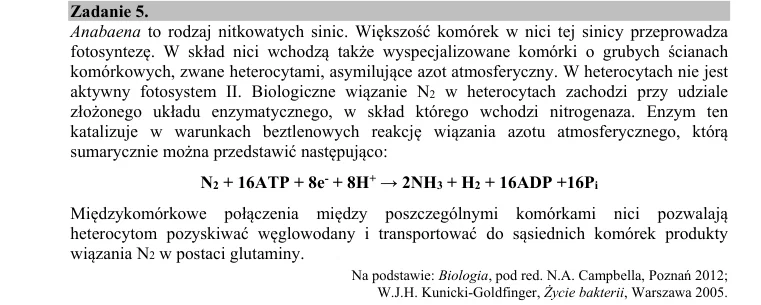 Zadanie 5.
Anabaena to rodzaj nitkowatych sinic. Większość komórek w nici tej sinicy przeprowadza
fotosyntezę. W skład nici wchodzą także wyspecjalizowane komórki o grubych ścianach
komórkowych, zwane heterocytami, asymilujące azot atmosferyczny. W heterocytach nie jest
aktywny fotosystem II. Biologiczne wiązanie N₂ w heterocytach zachodzi przy udziale
złożonego układu enzymatycznego, w skład którego wchodzi nitrogenaza. Enzym ten
katalizuje w warunkach beztlenowych reakcję wiązania azotu atmosferycznego, którą
sumarycznie można przedstawić następująco:
N₂ + 16ATP + 8e⁻ + 8H⁺ → 2NH₃ + H₂ + 16ADP +16Pᵢ
Międzykomórkowe połączenia między poszczególnymi komórkami nici pozwalają
heterocytom pozyskiwać węglowodany i transportować do sąsiednich komórek produkty
wiązania N₂ w postaci glutaminy.
Na podstawie: Biologia, pod red. N.A. Campbella, Poznań 2012;
W.J.H. Kunicki-Goldfinger, Życie bakterii, Warszawa 2005.